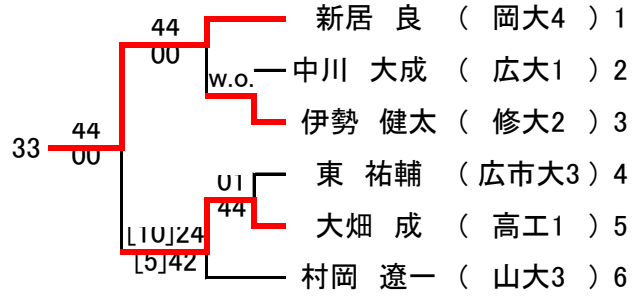 44 新居 良 ( 岡大4 ) 1
00
w.o. 中川 大成 ( 広大1 ) 2
伊勢 健太 ( 修大2 ) 3
33 44
00
01 東 祐輔 ( 広市大3 ) 4
44 大畑 成 ( 高工1 ) 5
[10]24
[5]42
村岡 遼一 ( 山大3 ) 6